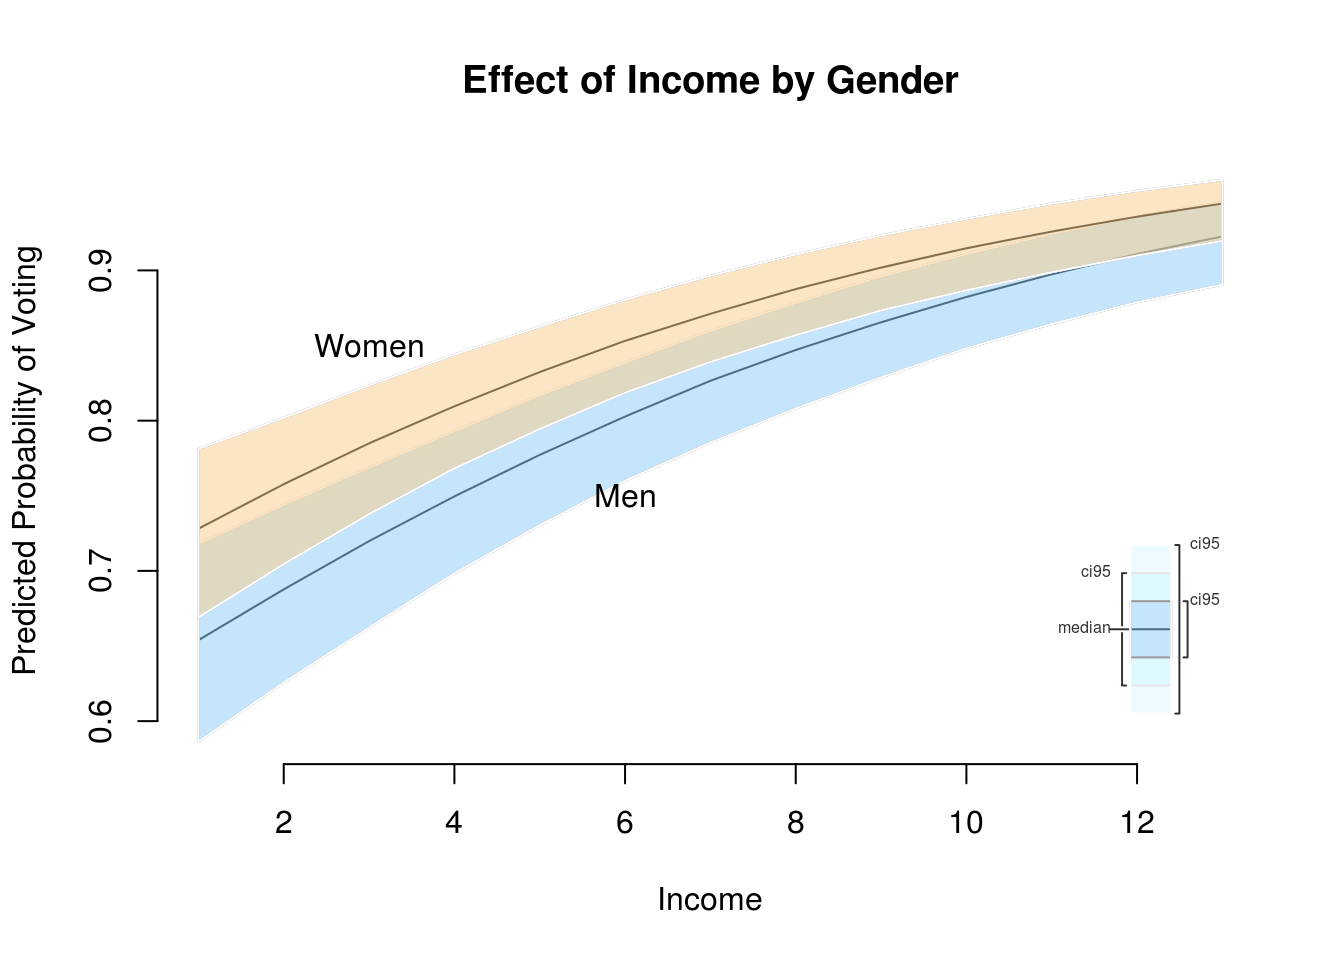 Effect of Income by Gender
Predicted Probability of Voting
0.9
0.8
0.7
0.6
Women
Men
ci95
ci95
ci95
median
2 4 6 8 10 12
Income